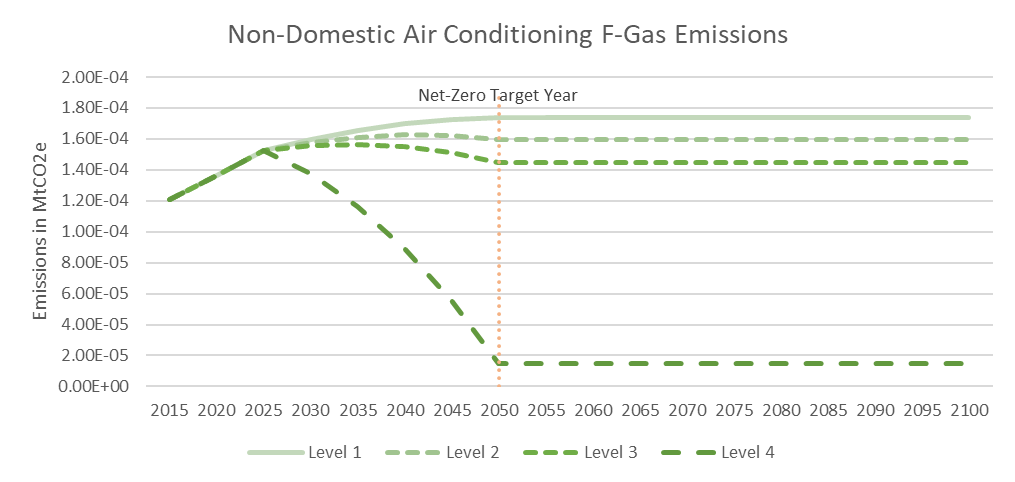 Non-Domestic Air Conditioning F-Gas Emissions
Emissions in MtCO2e
2.00E-04
1.80E-04
1.60E-04
1.40E-04
1.20E-04
1.00E-04
8.00E-05
6.00E-05
4.00E-05
2.00E-05
0.00E+00
Net-Zero Target Year
2015 2020 2025 2030 2035 2040 2045 2050 2055 2060 2065 2070 2075 2080 2085 2090 2095 2100
Level 1 Level 2 Level 3 Level 4